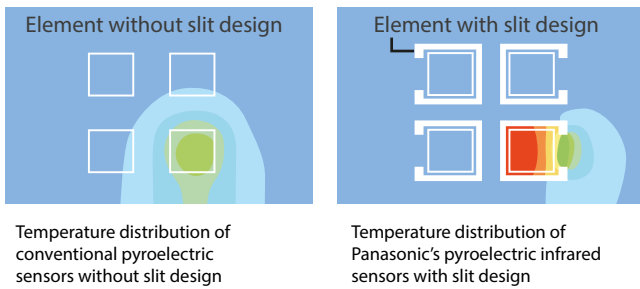 Element without slit design
Element with slit design
Temperature distribution of
conventional pyroelectric
sensors without slit design
Temperature distribution of
Panasonic's pyroelectric infrared
sensors with slit design